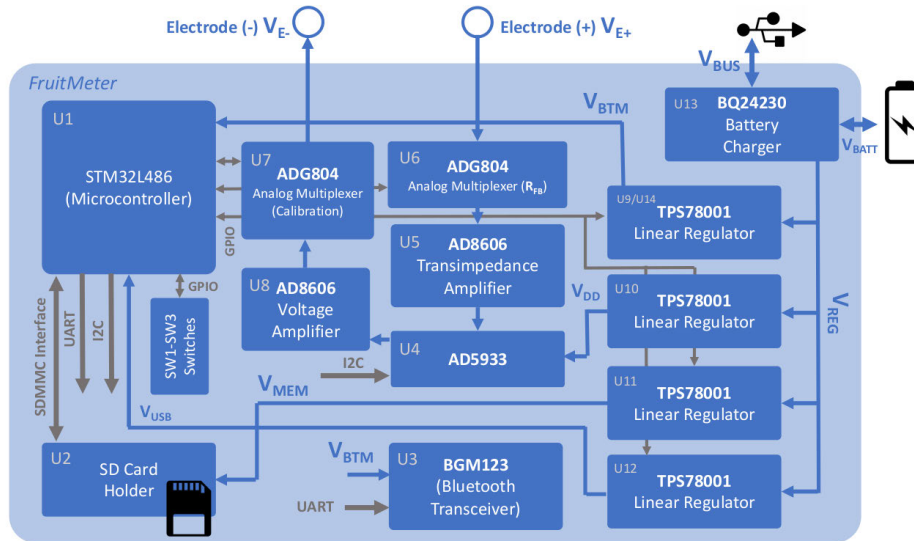 Electrode (-) VE-
Electrode (+) VE+
VBUS
FruitMeter
U1
STM32L486
(Microcontroller)
VBTM
U13
BQ24230
Battery
Charger
VBATT
U7
ADG804
Analog Multiplexer
(Calibration)
U6
ADG804
Analog Multiplexer (RFB)
U9/U14
TPS78001
Linear Regulator
GPIO
U5
AD8606
Transimpedance
Amplifier
U8
AD8606
Voltage
Amplifier
VDD
U10
TPS78001
Linear Regulator
VREG
SDMMC Interface
UART
I2C
GPIO
SW1-SW3
Switches
U4
AD5933
I2C
VMEM
U11
TPS78001
Linear Regulator
VUSB
U2
SD Card
Holder
VBTM
UART
U3
BGM123
(Bluetooth
Transceiver)
U12
TPS78001
Linear Regulator